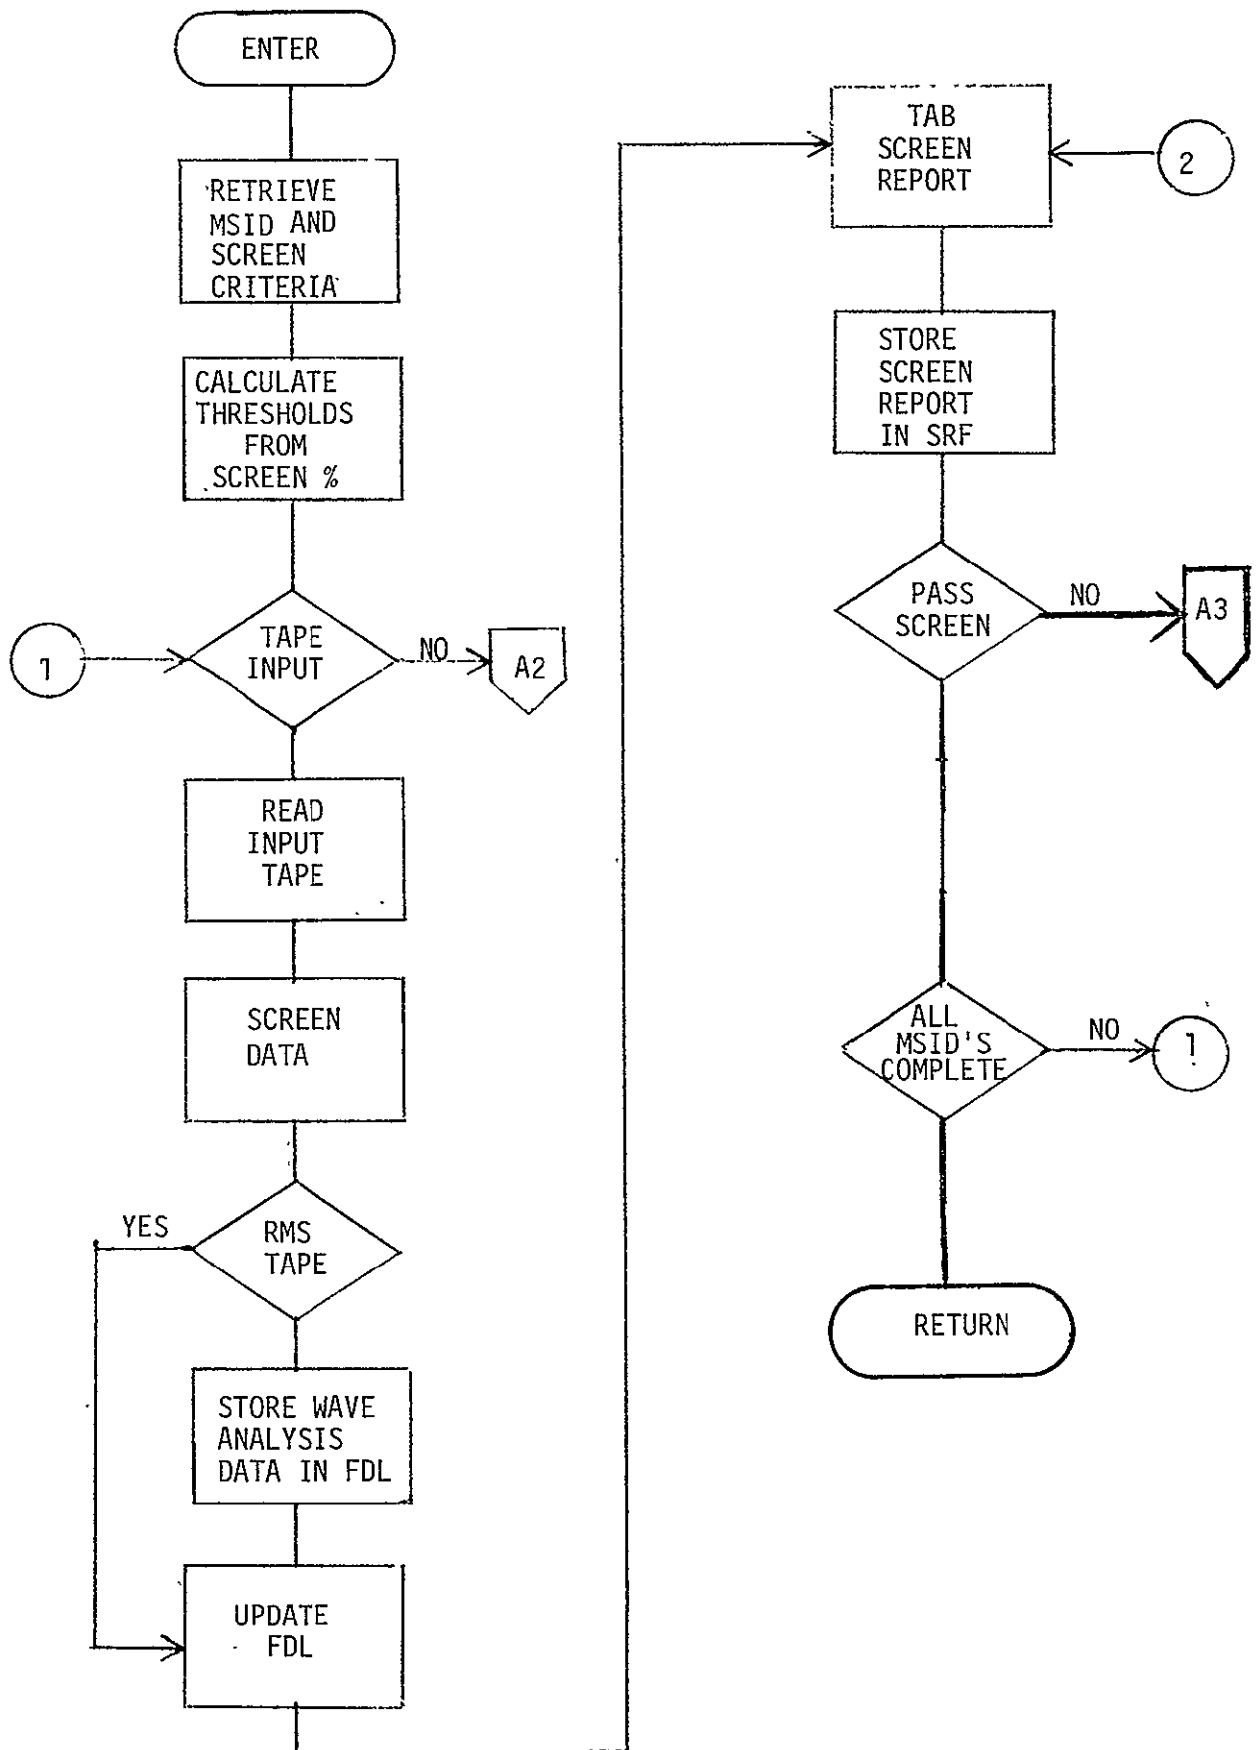 ENTER
RETRIEVE
MSID AND
SCREEN
CRITERIA
CALCULATE
THRESHOLDS
FROM
SCREEN %
1
TAPE
INPUT
NO
A2
READ
INPUT
TAPE
SCREEN
DATA
YES
RMS
TAPE
STORE WAVE
ANALYSIS
DATA IN FDL
UPDATE
FDL
TAB
SCREEN
REPORT
2
STORE
SCREEN
REPORT
IN SRF
PASS
SCREEN
NO
A3
ALL
MSID'S
COMPLETE
NO
1
RETURN